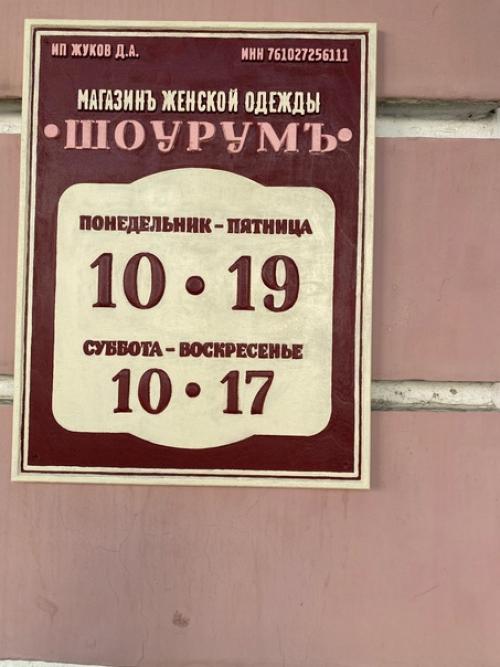 ИП ЖУКОВ Д.А. ИНН 761027256111
МАГАЗИНЪ ЖЕНСКОЙ ОДЕЖДЫ
•ШОУРУМЪ•
ПОНЕДЕЛЬНИК – ПЯТНИЦА
10 • 19
СУББОТА – ВОСКРЕСЕНЬЕ
10 • 17